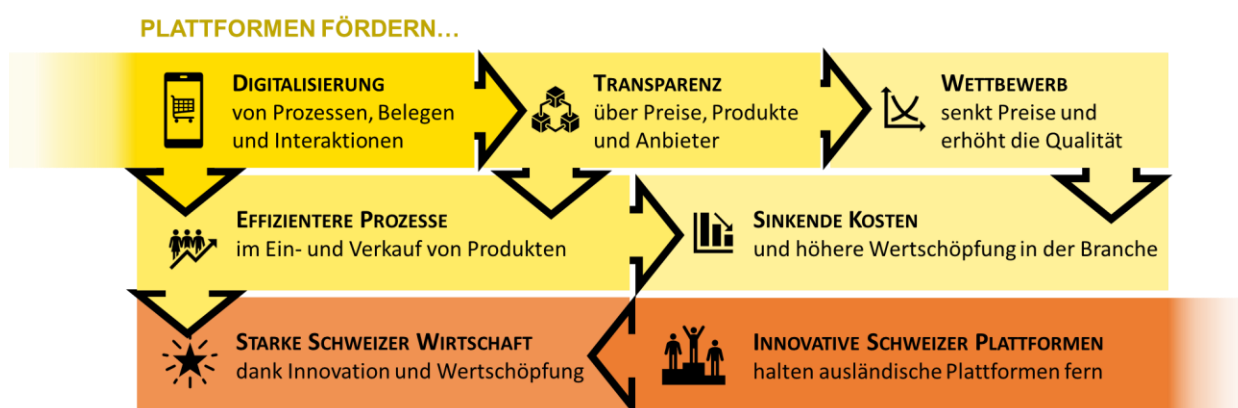 PLATTFORMEN FÖRDERN...
DIGITALISIERUNG
von Prozessen, Belegen
und Interaktionen
TRANSPARENZ
über Preise, Produkte
und Anbieter
WETTBEWERB
senkt Preise und
erhöht die Qualität
EFFIZIENTERE PROZESSE
im Ein- und Verkauf von Produkten
SINKENDE KOSTEN
und höhere Wertschöpfung in der Branche
STARKE SCHWEIZER WIRTSCHAFT
dank Innovation und Wertschöpfung
INNOVATIVE SCHWEIZER PLATTFORMEN
halten ausländische Plattformen fern